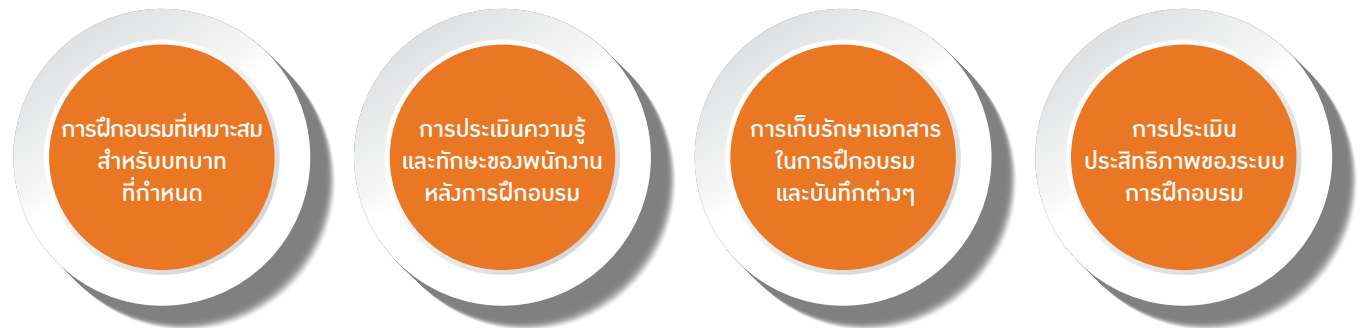 การฝึกอบรมที่เหมาะสม
สำหรับบทบาท
ที่กำหนด
การประเมินความรู้
และทักษะของพนักงาน
หลังการฝึกอบรม
การเก็บรักษาเอกสาร
ในการฝึกอบรม
และบันทึกต่างๆ
การประเมิน
ประสิทธิภาพของระบบ
การฝึกอบรม